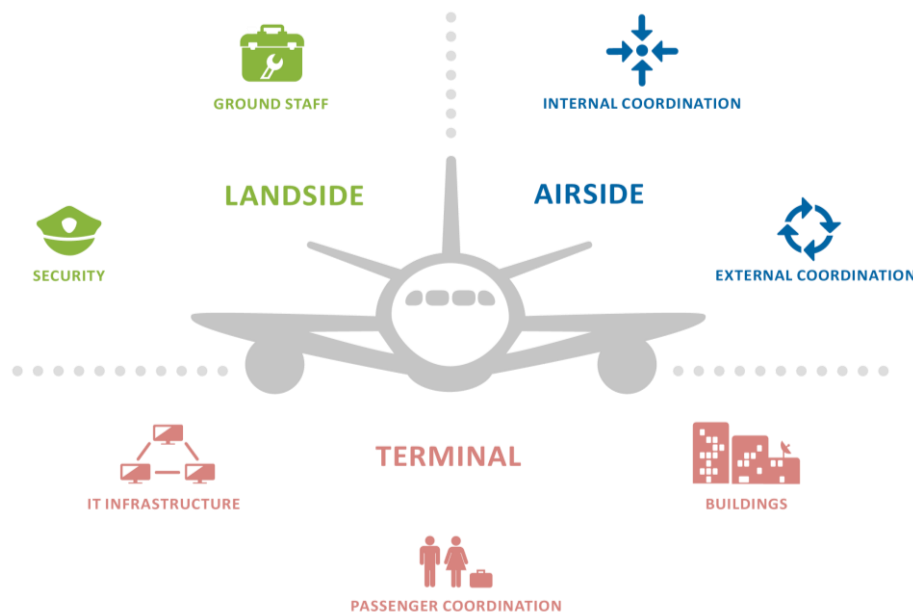 GROUND STAFF
INTERNAL COORDINATION
LANDSIDE
AIRSIDE
SECURITY
EXTERNAL COORDINATION
TERMINAL
IT INFRASTRUCTURE
BUILDINGS
PASSENGER COORDINATION